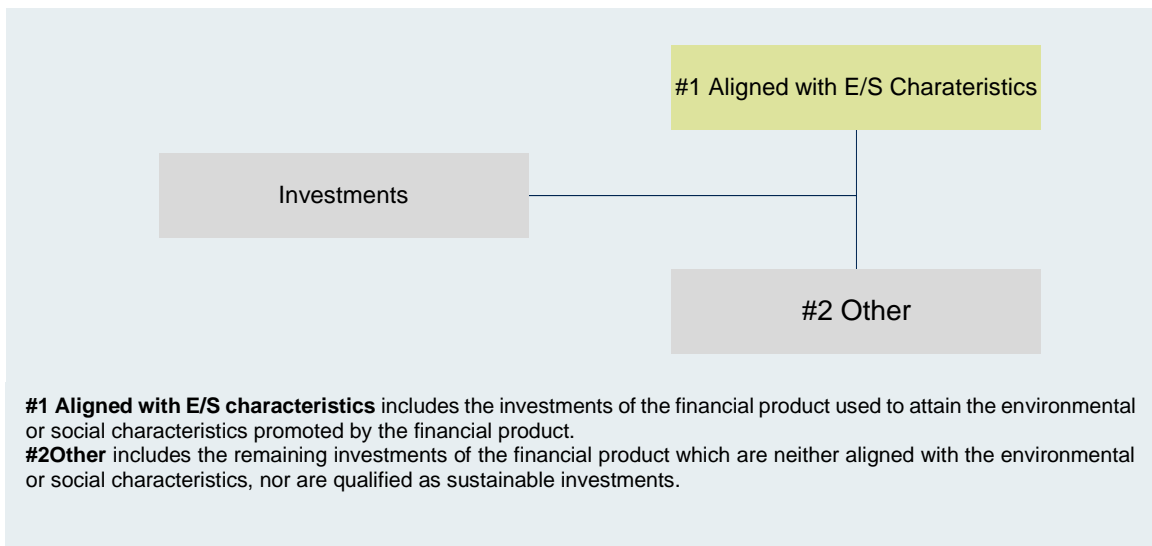 #1 Aligned with E/S Charateristics
Investments
#2 Other
#1 Aligned with E/S characteristics includes the investments of the financial product used to attain the environmental
or social characteristics promoted by the financial product.
#2Other includes the remaining investments of the financial product which are neither aligned with the environmental
or social characteristics, nor are qualified as sustainable investments.